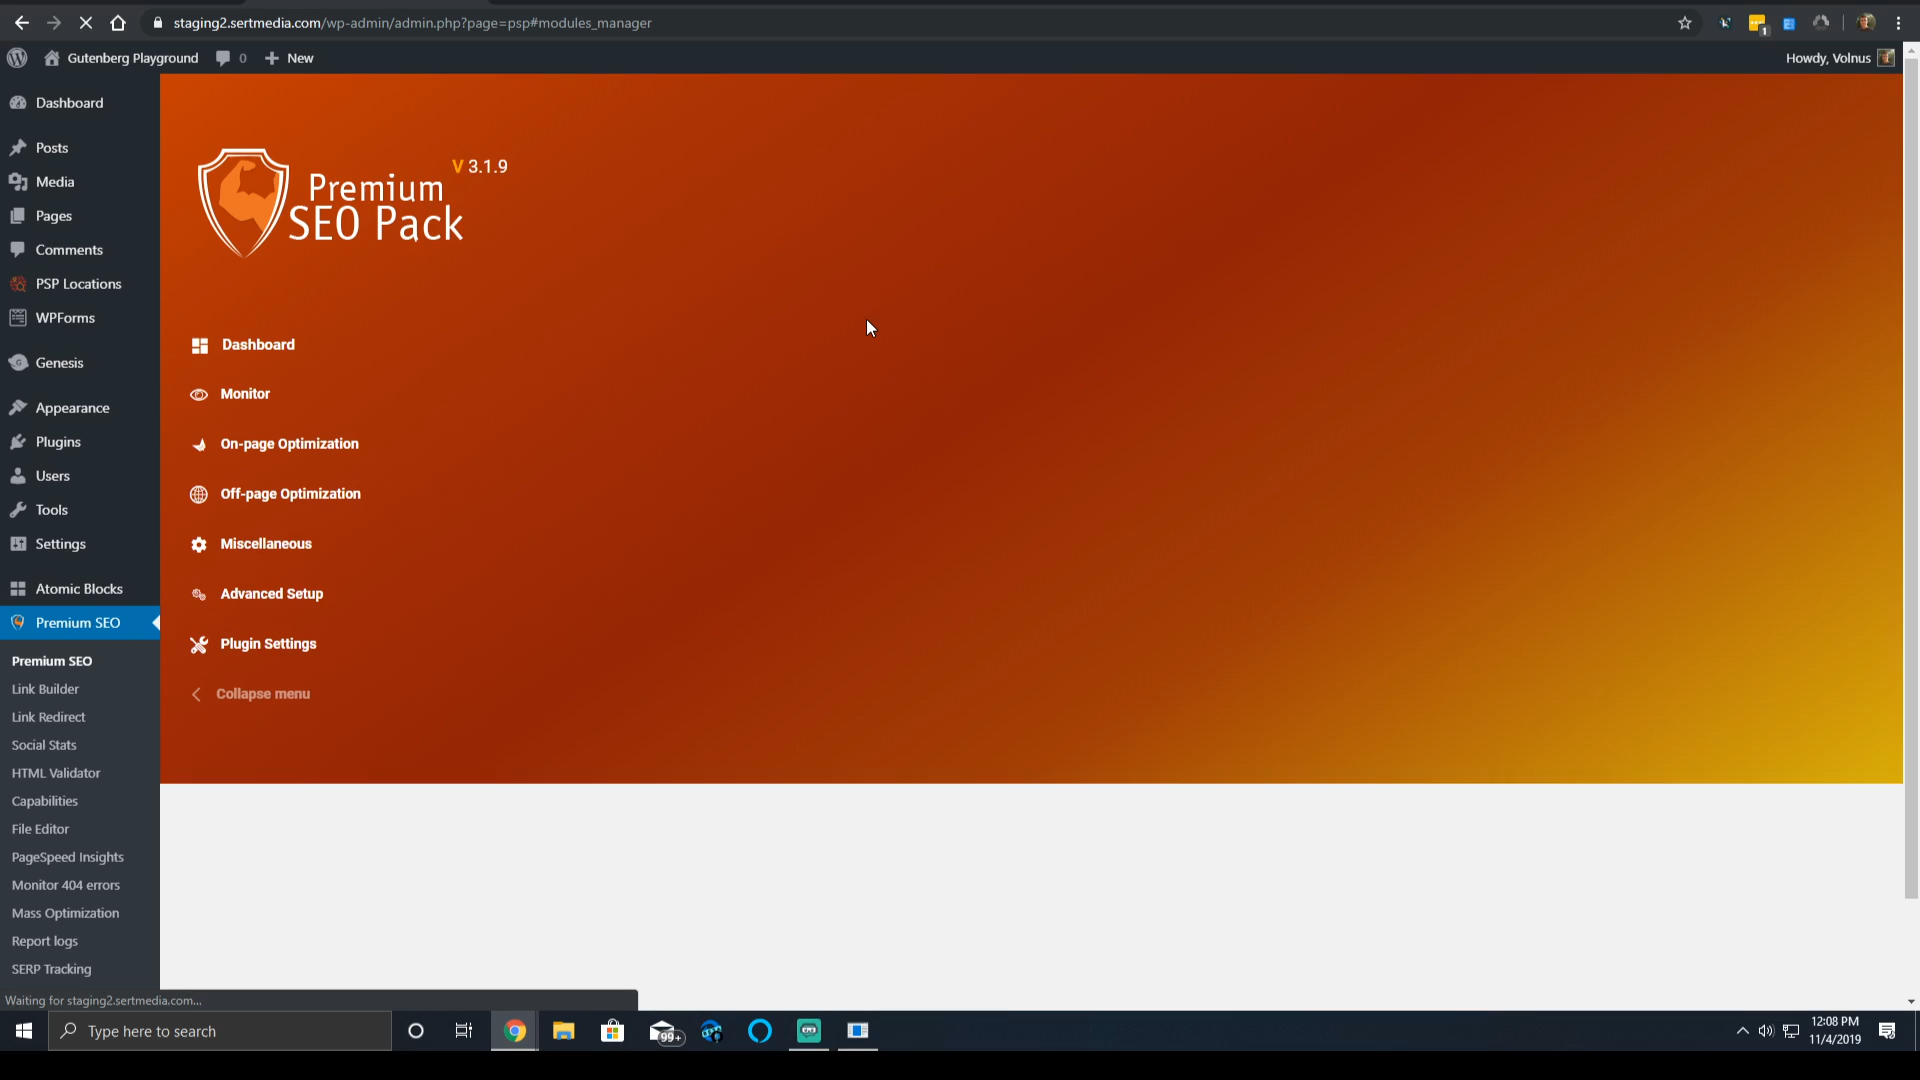 staging2.sertmedia.com/wp-admin/admin.php?page=psp#modules_manager
1
Gutenberg Playground
0
New
Howdy, Volnus
Dashboard
Posts
Media
Pages
Comments
PSP Locations
WPForms
Genesis
Appearance
Plugins
Users
Tools
Settings
Atomic Blocks
Premium SEO
Premium SEO
Link Builder
Link Redirect
Social Stats
HTML Validator
Capabilities
File Editor
PageSpeed Insights
Monitor 404 errors
Mass Optimization
Report logs
SERP Tracking
V 3.1.9
Premium
SEO Pack
Dashboard
Monitor
On-page Optimization
Off-page Optimization
Miscellaneous
Advanced Setup
Plugin Settings
Collapse menu
Waiting for staging2.sertmedia.com...
Type here to search
99+
12:08 PM
11/4/2019